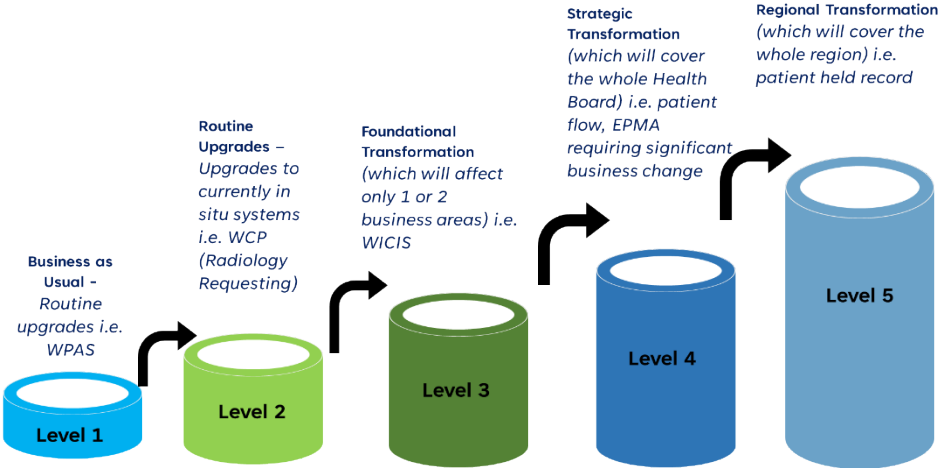 Business as
Usual -
Routine
upgrades i.e.
WPAS
Level 1
Routine
Upgrades –
Upgrades to
currently in
situ systems
i.e. WCP
(Radiology
Requesting)
Level 2
Foundational
Transformation
(which will affect
only 1 or 2
business areas) i.e.
WICIS
Level 3
Strategic
Transformation
(which will cover
the whole Health
Board) i.e. patient
flow, EPMA
requiring significant
business change
Level 4
Regional Transformation
(which will cover the
whole region) i.e.
patient held record
Level 5